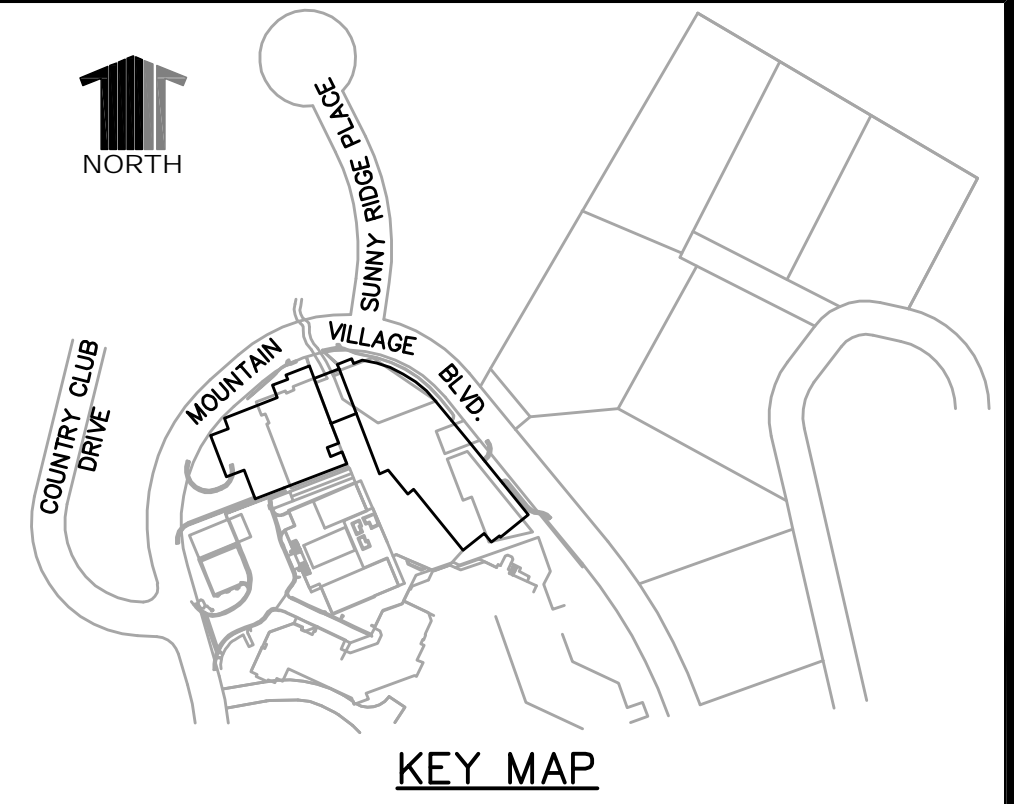 NORTH
SUNNY RIDGE PLACE
MOUNTAIN VILLAGE BLVD.
COUNTRY CLUB
DRIVE
KEY MAP